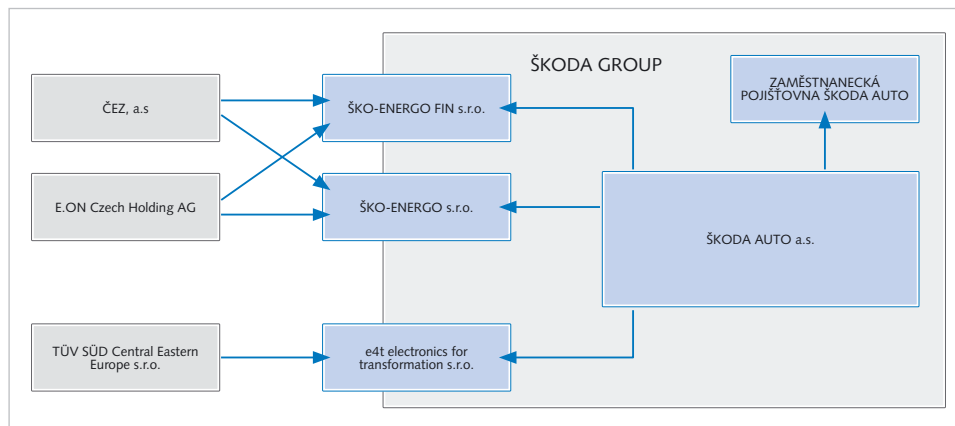 ŠKODA GROUP
ZAMĚSTNANECKÁ
POJIŠŤOVNA ŠKODA AUTO
ČEZ, a.s
ŠKO-ENERGO FIN s.r.o.
E.ON Czech Holding AG
ŠKO-ENERGO s.r.o.
ŠKODA AUTO a.s.
TÜV SÜD Central Eastern
Europe s.r.o.
e4t electronics for
transformation s.r.o.